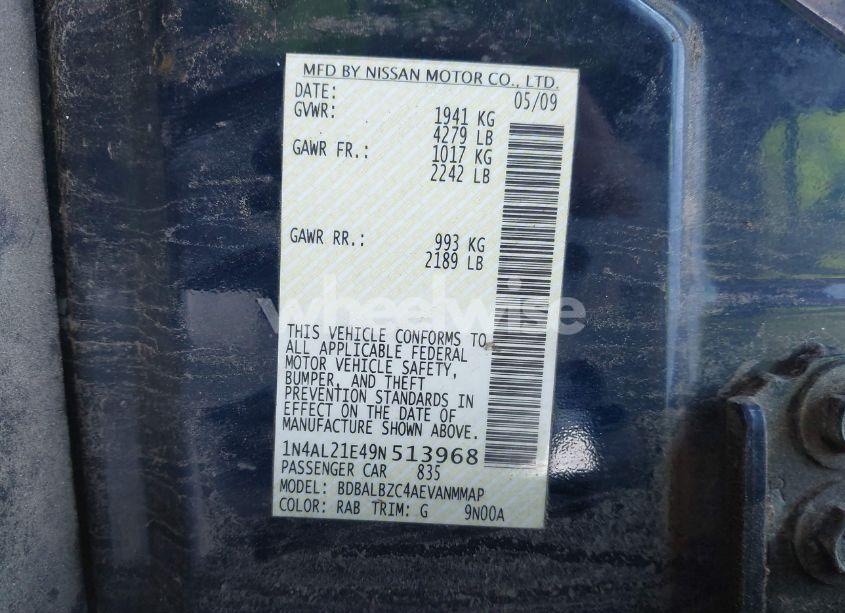 MFD BY NISSAN MOTOR CO., LTD.
DATE: 05/09
GVWR: 1941 KG
4279 LB
GAWR FR.: 1017 KG
2242 LB
GAWR RR.: 993 KG
2189 LB
wheelwise
THIS VEHICLE CONFORMS TO
ALL APPLICABLE FEDERAL
MOTOR VEHICLE SAFETY,
BUMPER, AND THEFT
PREVENTION STANDARDS IN
EFFECT ON THE DATE OF
MANUFACTURE SHOWN ABOVE.
1N4AL21E49N513968
PASSENGER CAR 835
MODEL: BDBALBZC4AEVANMMAP
COLOR: RAB TRIM: G 9N00A